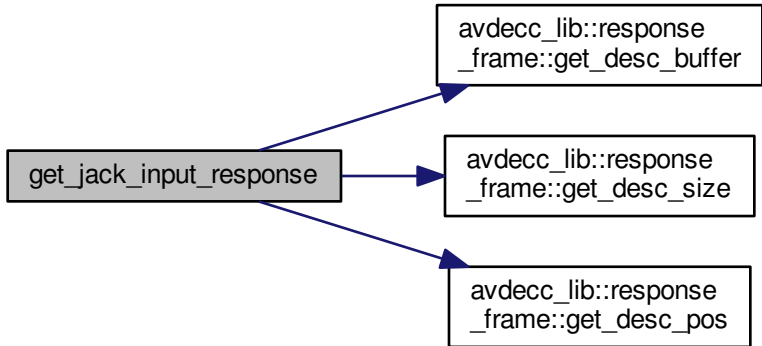 avdecc_lib::response
_frame::get_desc_buffer
get_jack_input_response
avdecc_lib::response
_frame::get_desc_size
avdecc_lib::response
_frame::get_desc_pos